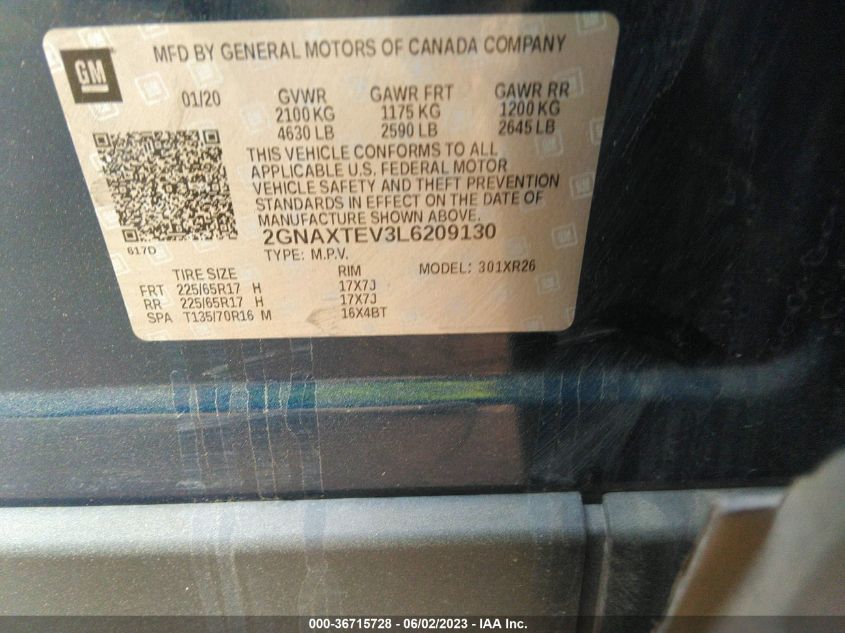 GM
MFD BY GENERAL MOTORS OF CANADA COMPANY
01/20 GVWR GAWR FRT GAWR RR
2100 KG 1175 KG 1200 KG
4630 LB 2590 LB 2645 LB
THIS VEHICLE CONFORMS TO ALL
APPLICABLE U.S. FEDERAL MOTOR
VEHICLE SAFETY AND THEFT PREVENTION
STANDARDS IN EFFECT ON THE DATE OF
MANUFACTURE SHOWN ABOVE.
2GNAXTEV3L6209130
617D
TYPE: M.P.V.
TIRE SIZE RIM MODEL: 301XR26
FRT 225/65R17 H 17X7J
RR 225/65R17 H 17X7J
SPA T135/70R16 M 16X4BT
000-36715728 - 06/02/2023 - IAA Inc.